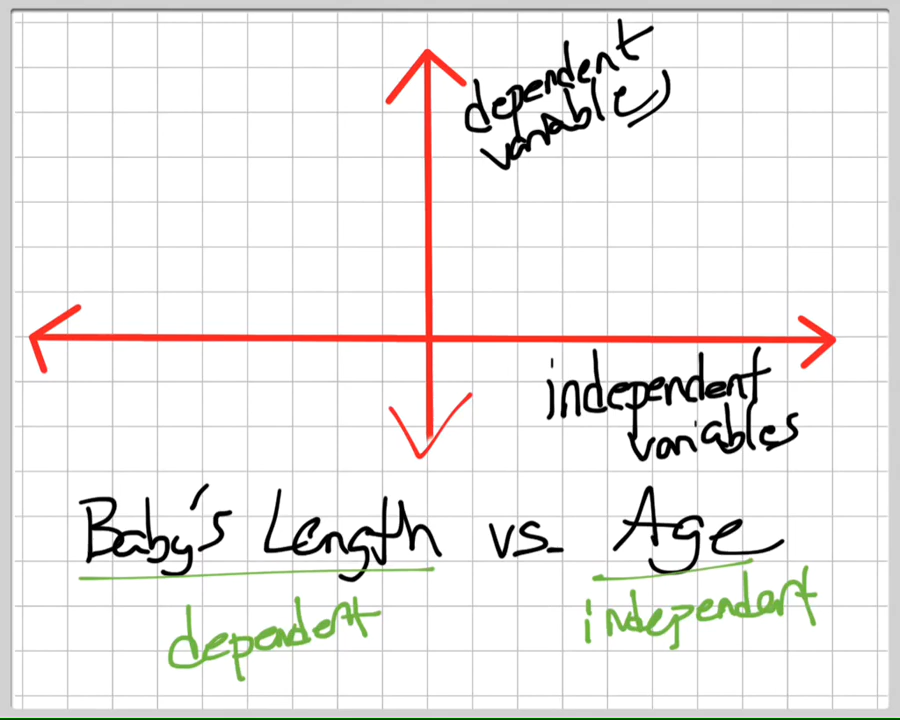 dependent
variable
independent
variables
Baby's Length vs. Age
dependent independent